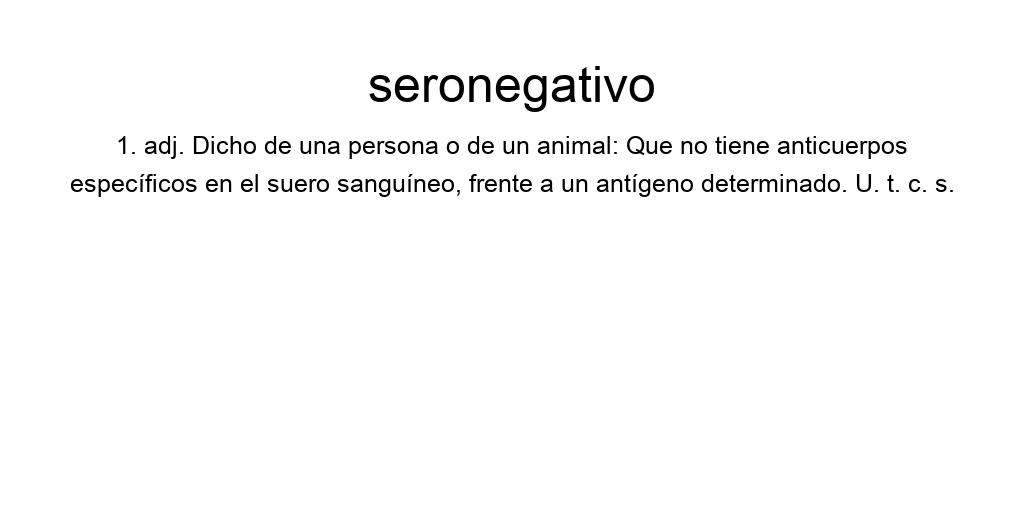 seronegativo
1. adj. Dicho de una persona o de un animal: Que no tiene anticuerpos
específicos en el suero sanguíneo, frente a un antígeno determinado. U. t. c. s.